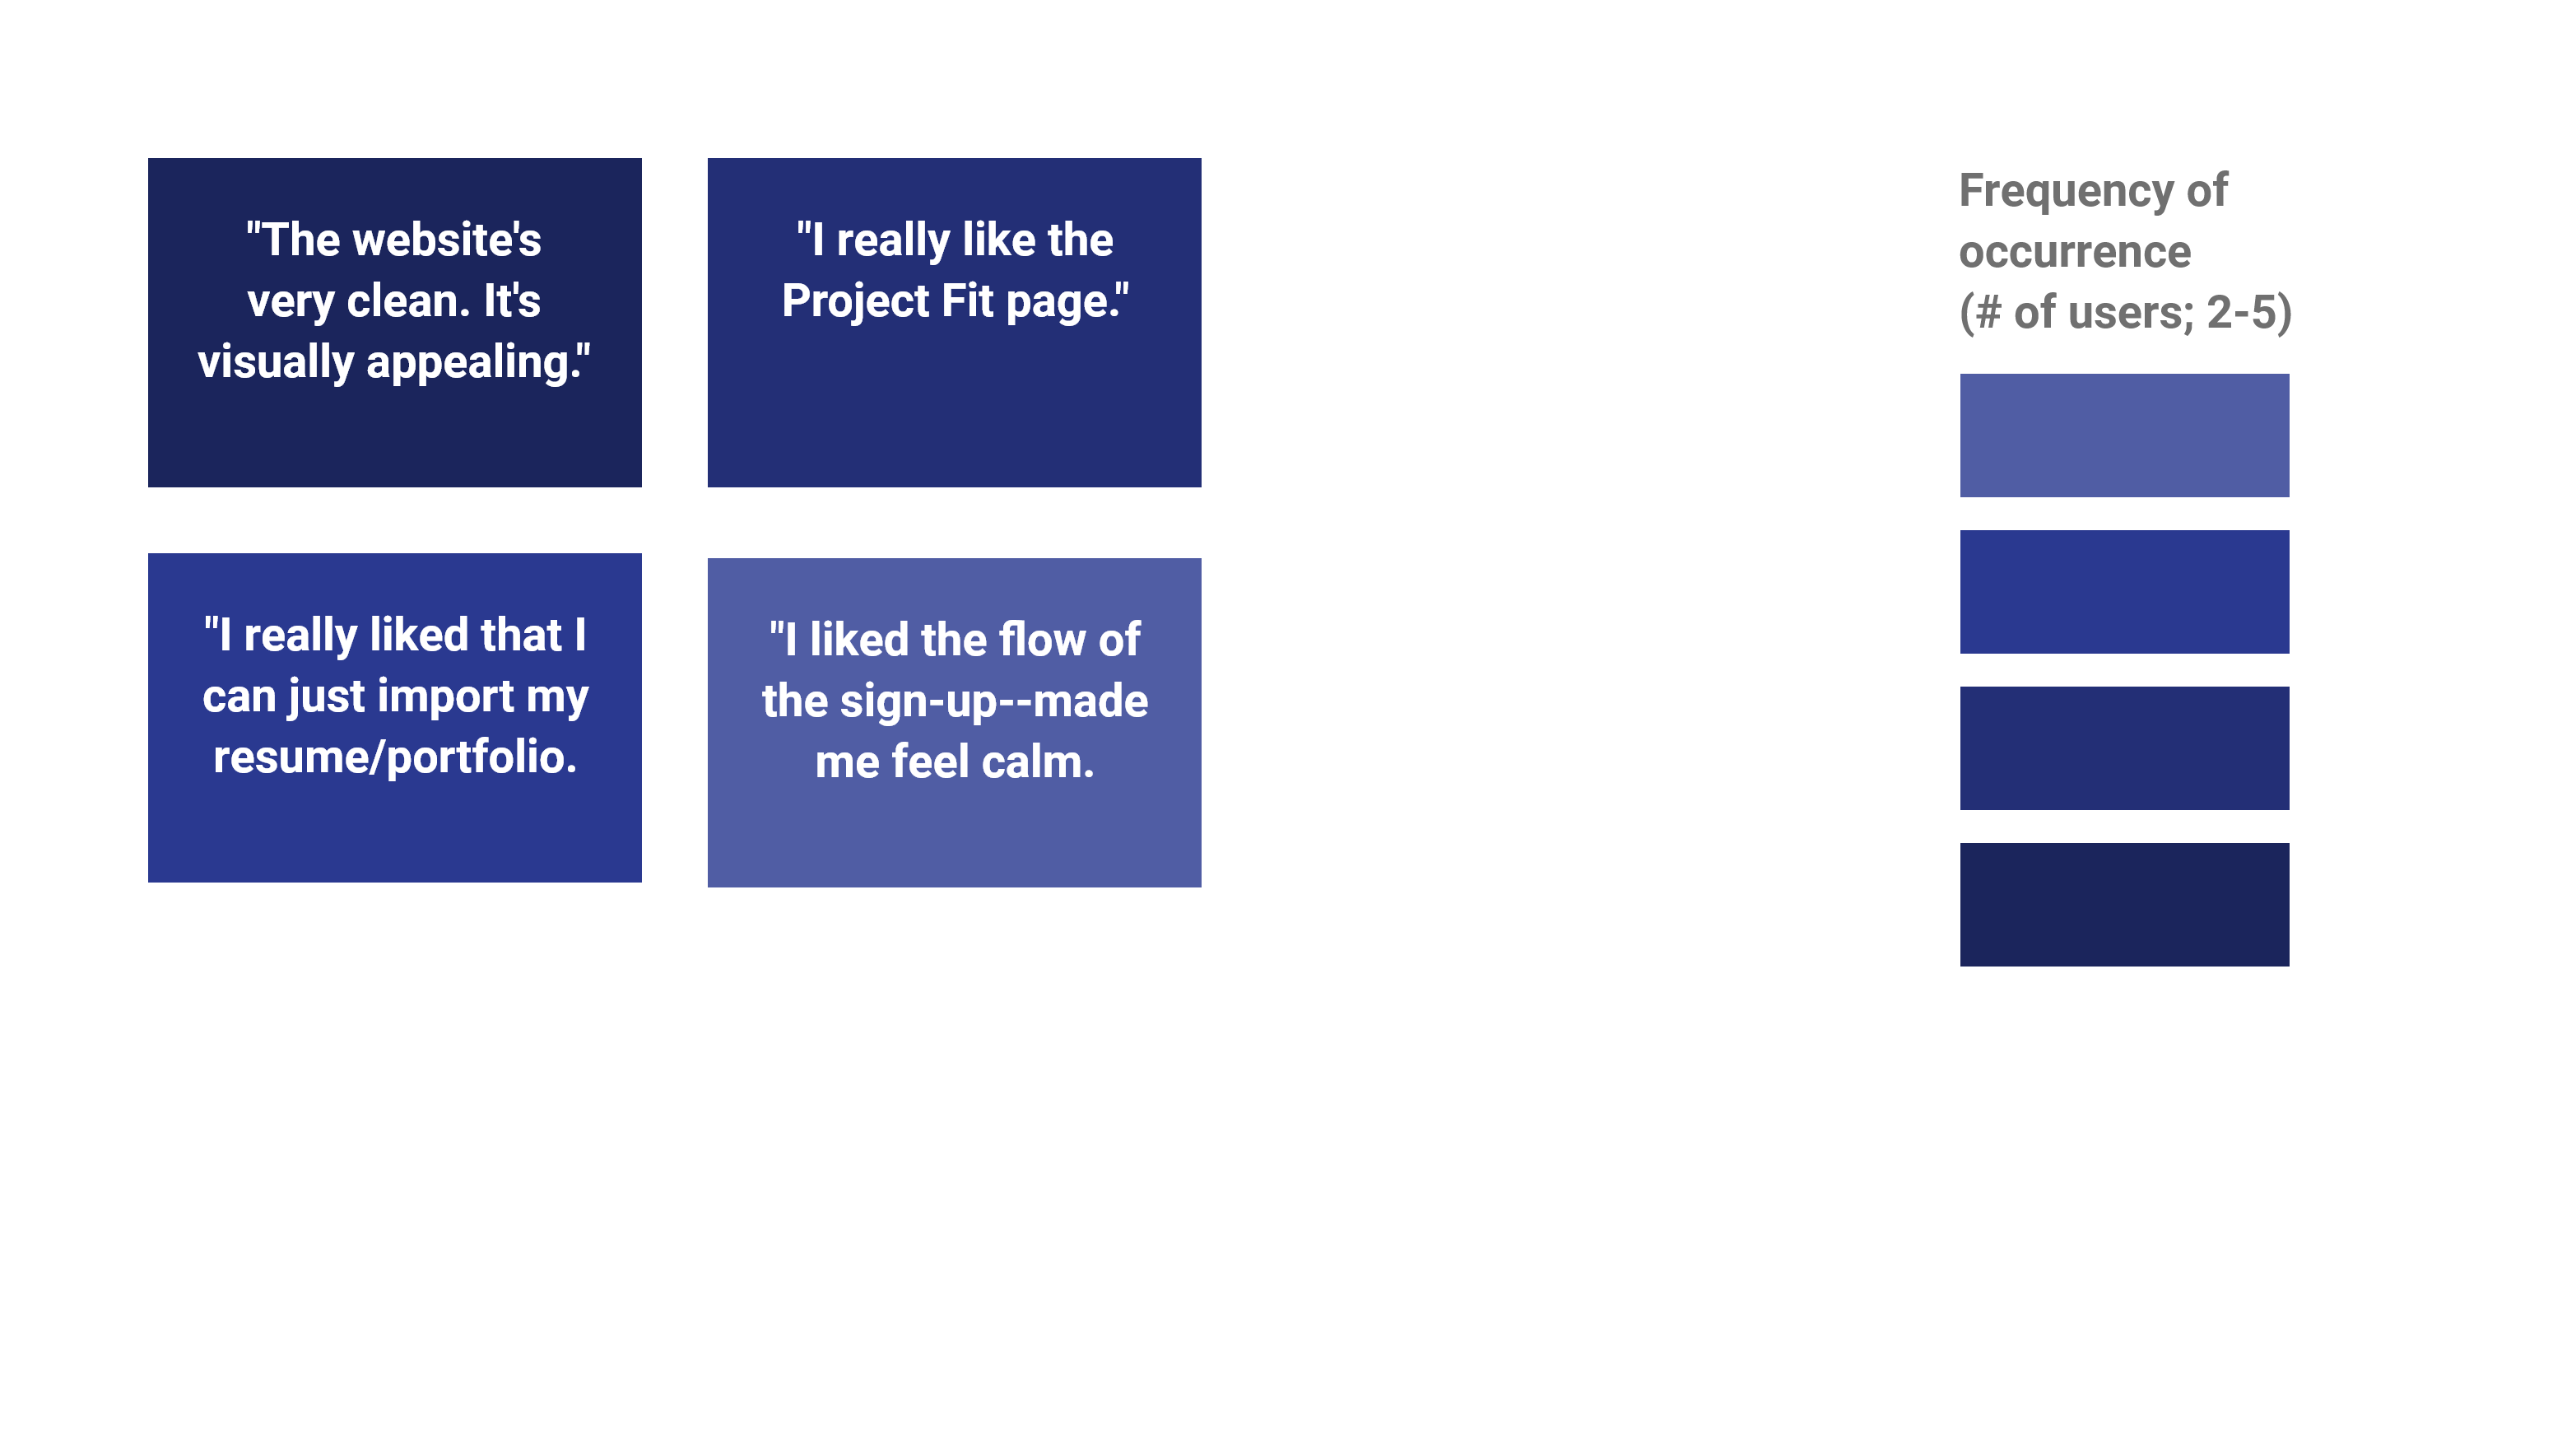 "The website's
very clean. It's
visually appealing."
"I really like the
Project Fit page."
"I really liked that I
can just import my
resume/portfolio.
"I liked the flow of
the sign-up--made
me feel calm.
Frequency of
occurrence
(# of users; 2-5)